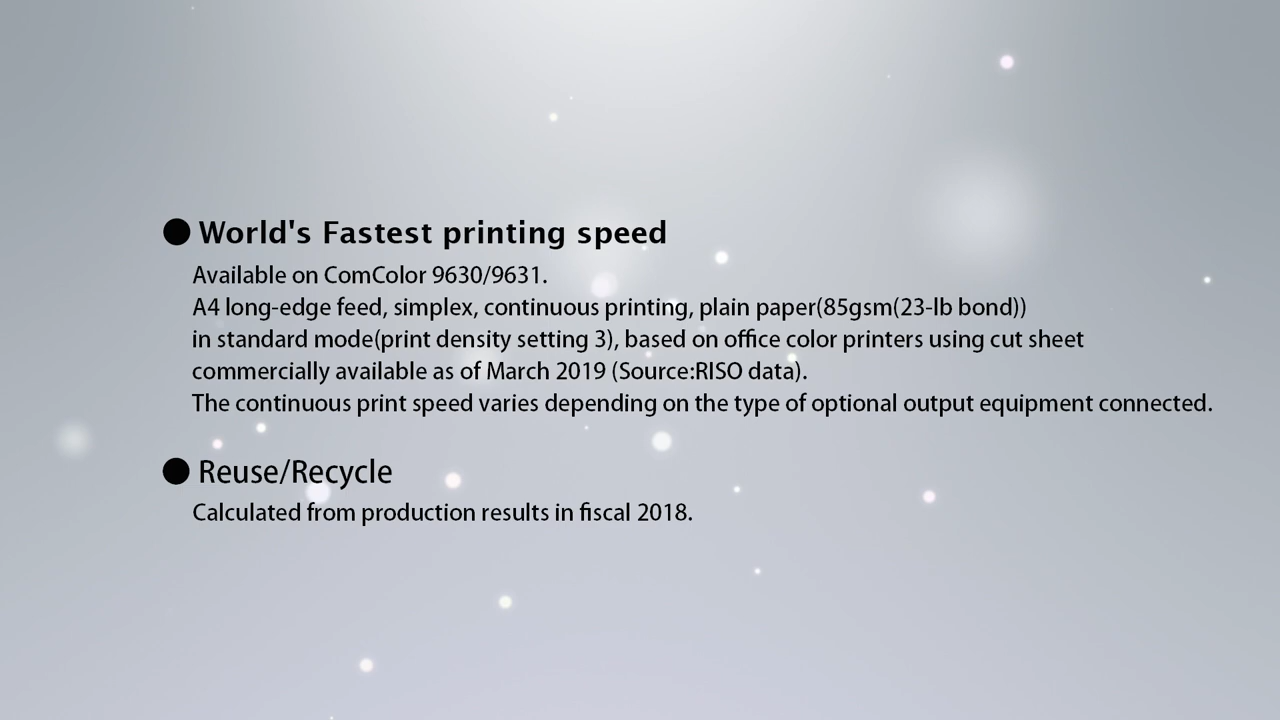 ● World's Fastest printing speed
Available on ComColor 9630/9631.
A4 long-edge feed, simplex, continuous printing, plain paper(85gsm(23-lb bond))
in standard mode(print density setting 3), based on office color printers using cut sheet
commercially available as of March 2019 (Source:RISO data).
The continuous print speed varies depending on the type of optional output equipment connected.
● Reuse/Recycle
Calculated from production results in fiscal 2018.